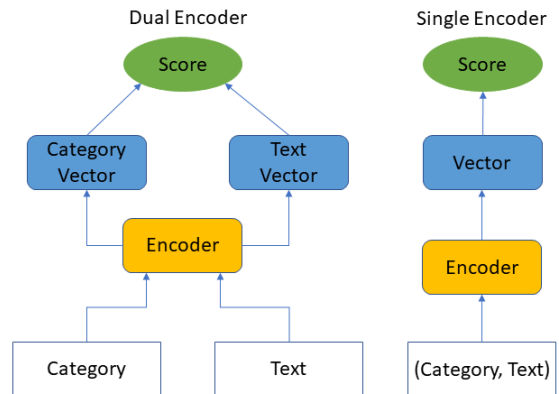 Dual Encoder
Score
Category
Vector
Text
Vector
Encoder
Category
Text
Single Encoder
Score
Vector
Encoder
(Category, Text)